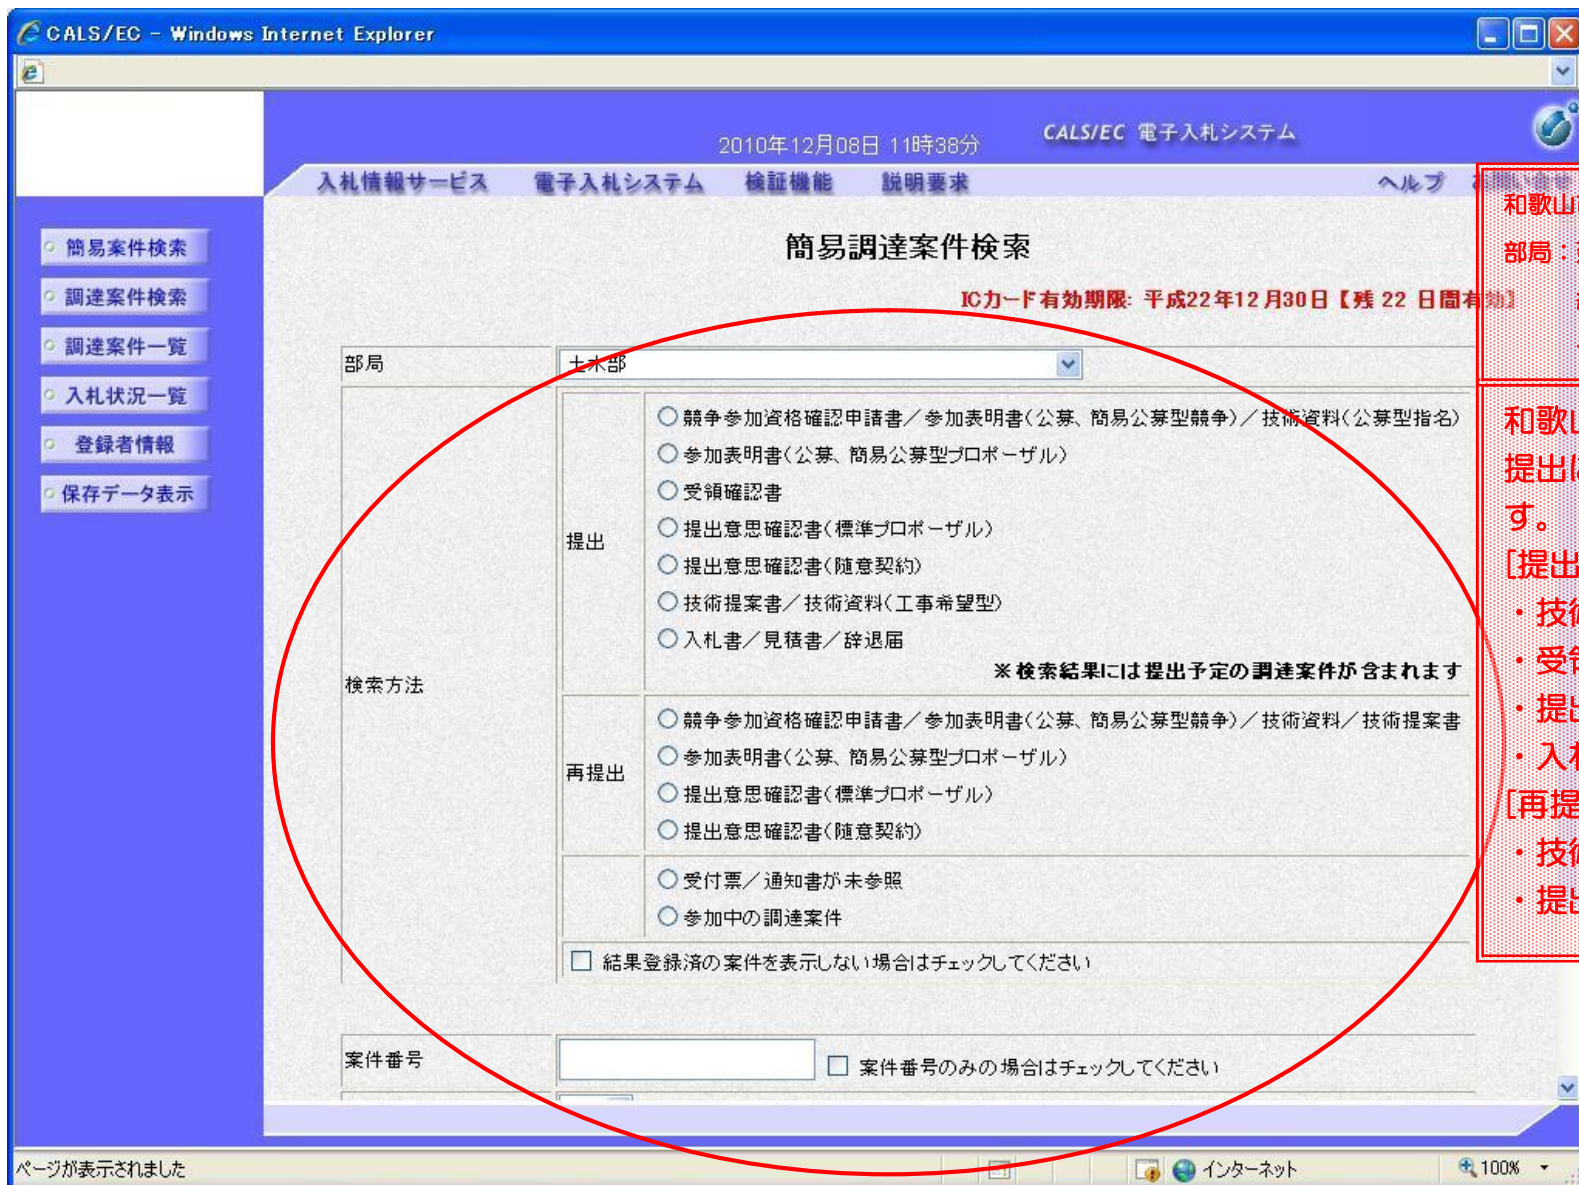 CALS/EC - Windows Internet Explorer
2010年12月08日 11時38分
CALS/EC 電子入札システム
入札情報サービス 電子入札システム 検証機能 説明要求 ヘルプ
簡易案件検索
調達案件検索
調達案件一覧
入札状況一覧
登録者情報
保存データ表示
簡易調達案件検索
ICカード有効期限: 平成22年12月30日【残 22 日間有効】
部局 土木部
検索方法
提出
競争参加資格確認申請書／参加表明書(公募、簡易公募型競争)／技術資料(公募型指名)
参加表明書(公募、簡易公募型プロポーザル)
受領確認書
提出意思確認書(標準プロポーザル)
提出意思確認書(随意契約)
技術提案書／技術資料(工事希望型)
入札書／見積書／辞退届
※検索結果には提出予定の調達案件が含まれます
再提出
競争参加資格確認申請書／参加表明書(公募、簡易公募型競争)／技術資料／技術提案書
参加表明書(公募、簡易公募型プロポーザル)
提出意思確認書(標準プロポーザル)
提出意思確認書(随意契約)
受付票／通知書が未参照
参加中の調達案件
結果登録済の案件を表示しない場合はチェックしてください
案件番号
案件番号のみの場合はチェックしてください
和歌山
部局：
和歌山
提出に
す。
[提出
・技術
・受領
・提出
・入札
[再提
・技術
・提出
ページが表示されました
インターネット
100%